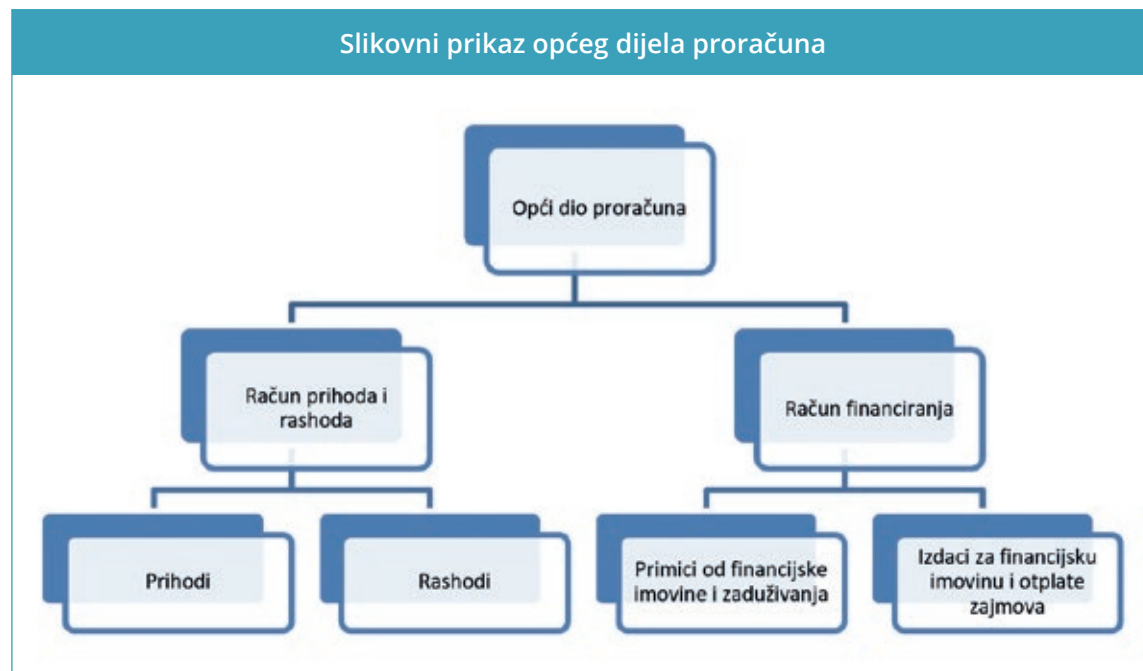 Slikovni prikaz općeg dijela proračuna
Opći dio proračuna
Račun prihoda i
rashoda
Račun financiranja
Prihodi
Rashodi
Primici od financijske
imovine i zaduživanja
Izdaci za financijsku
imovinu i otplate
zajmova